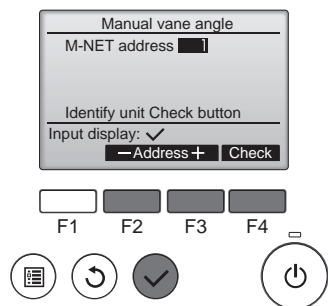 Manual vane angle
M-NET address 1
Identify unit Check button
Input display: ✓
−Address+ Check
F1 F2 F3 F4